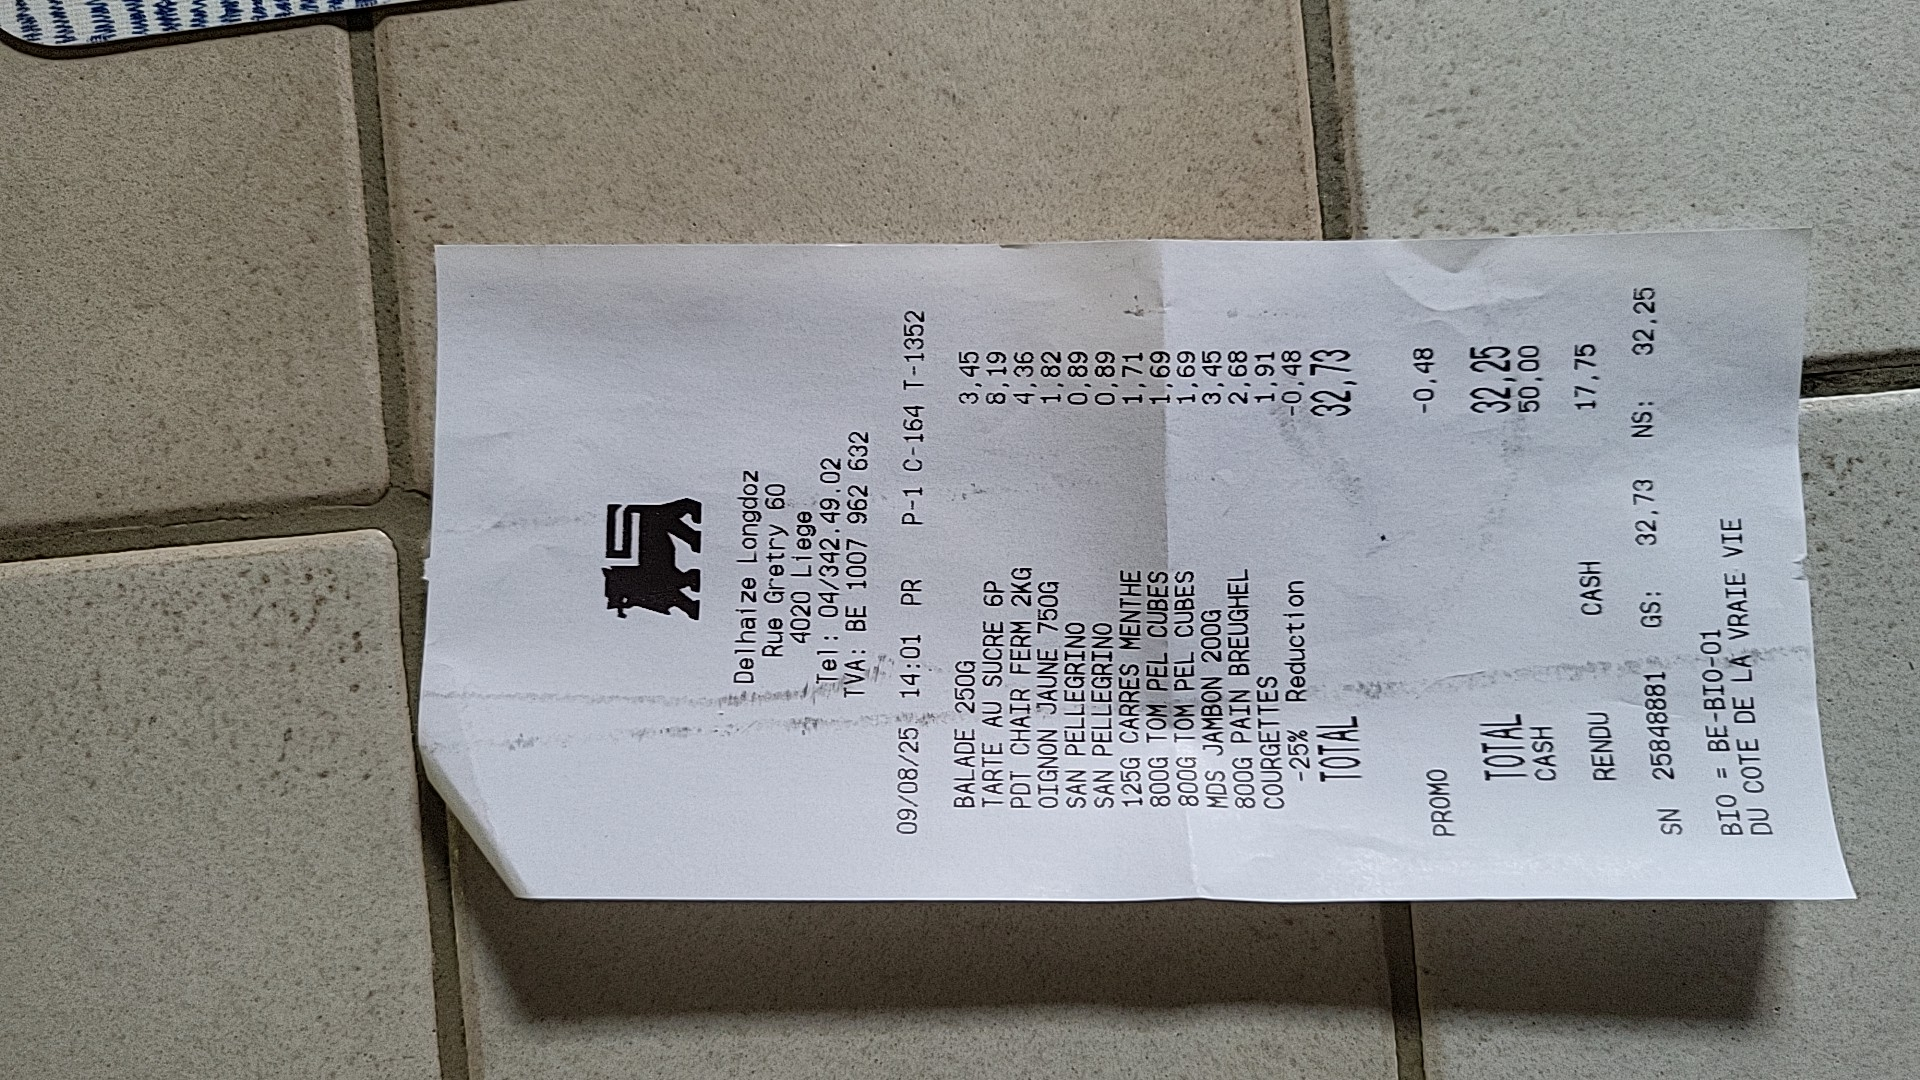 Delhaize Longdoz
Rue Gretry 60
4020 Liege
Tel: 04/342.49.02
TVA: BE 1007 962 632
09/08/25 14:01 PR P-1 C-164 T-1352
BALADE 250G 3,45
TARTE AU SUCRE 6P 8,19
PDT CHAIR FERM 2KG 4,36
OIGNON JAUNE 750G 1,82
SAN PELLEGRINO 0,89
SAN PELLEGRINO 0,89
125G CARRES MENTHE 1,71
800G TOM PEL CUBES 1,69
800G TOM PEL CUBES 1,69
MDS JAMBON 200G 3,45
800G PAIN BREUGHEL 2,68
COURGETTES 1,91
-25% Reduction -0,48
TOTAL 32,73
PROMO -0,48
TOTAL 32,25
CASH 50,00
RENDU CASH 17,75
SN 25848881 GS: 32,73 NS: 32,25
BIO = BE-BIO-01
DU COTE DE LA VRAIE VIE